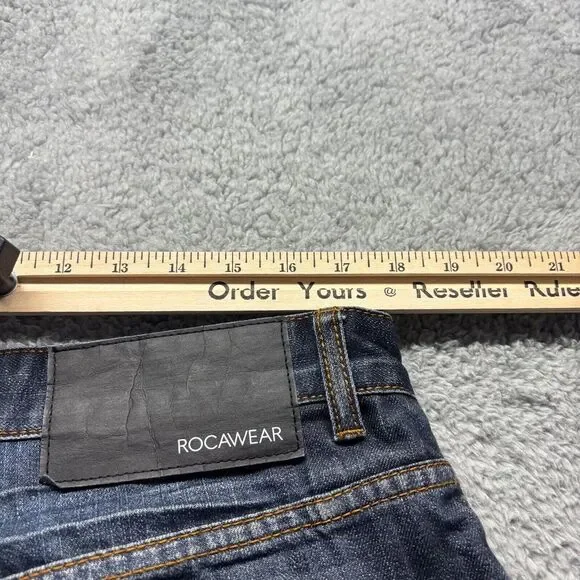 12 13 14 15 16 17 18 19 20 21
Order Yours @ Reseller Rule
ROCAWEAR